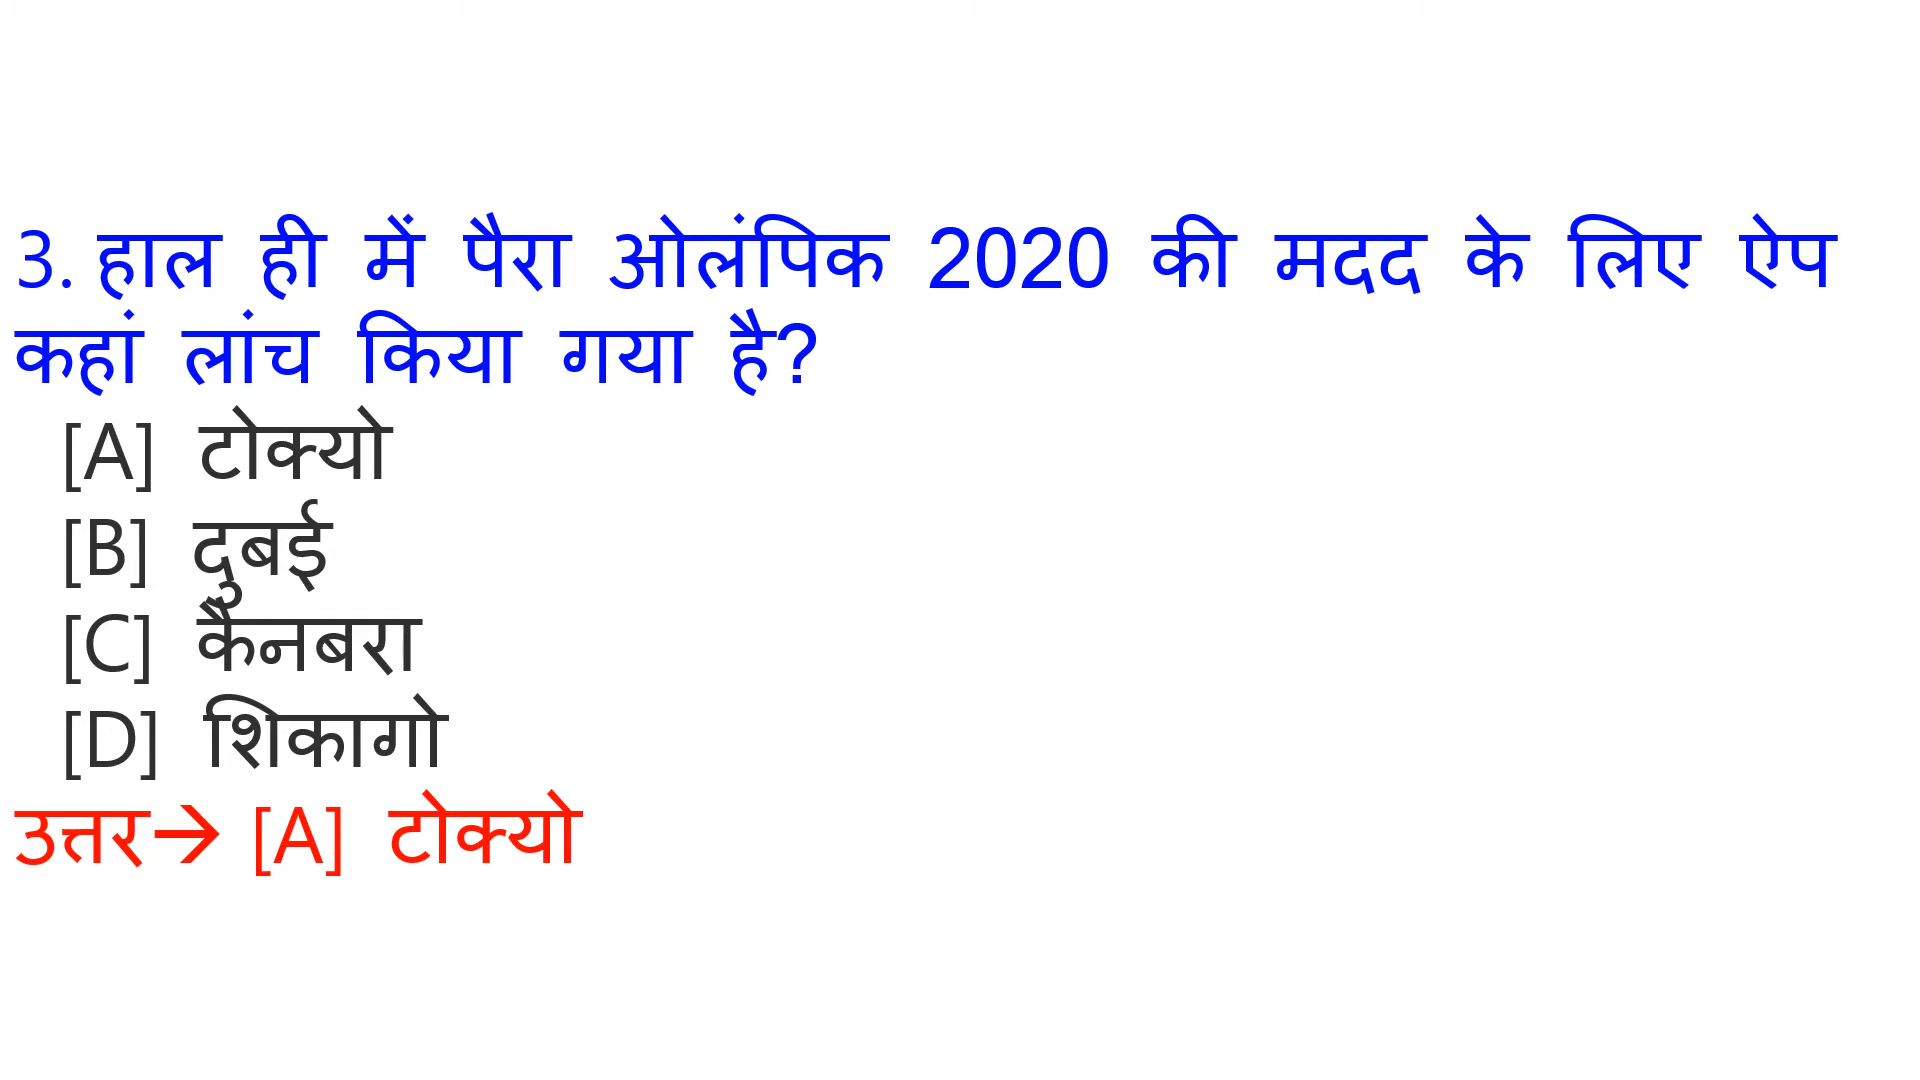 3. हाल ही में पैरा ओलंपिक 2020 की मदद के लिए ऐप
कहां लांच किया गया है?
[A] टोक्यो
[B] दुबई
[C] कैनबरा
[D] शिकागो
उत्तर→ [A] टोक्यो